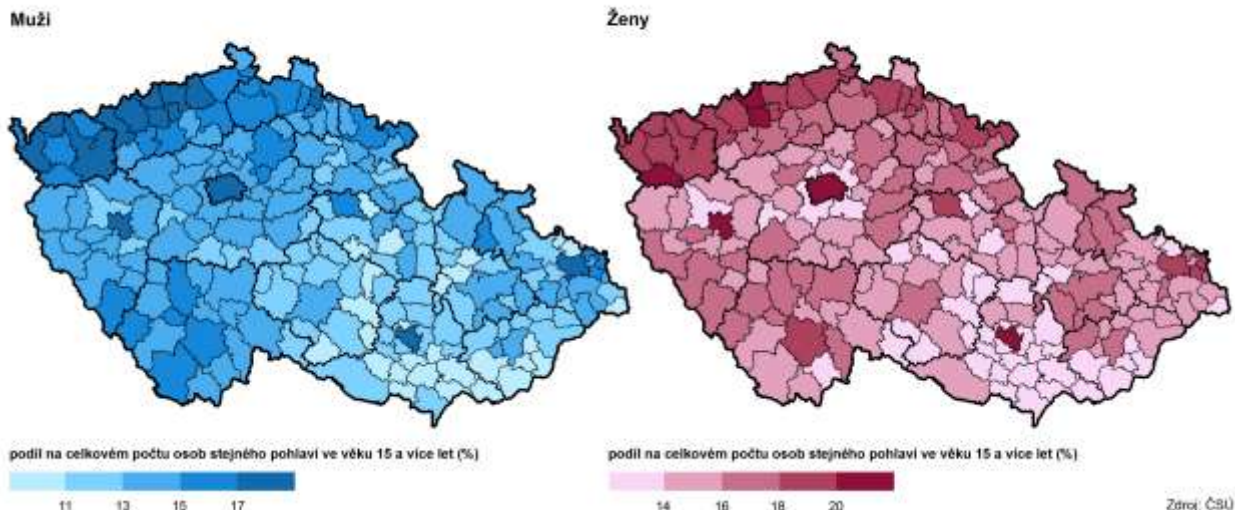 Muži
Ženy
podíl na celkovém počtu osob stejného pohlaví ve věku 15 a více let (%)
11 13 15 17
podíl na celkovém počtu osob stejného pohlaví ve věku 15 a více let (%)
14 16 18 20
Zdroj: ČSÚ